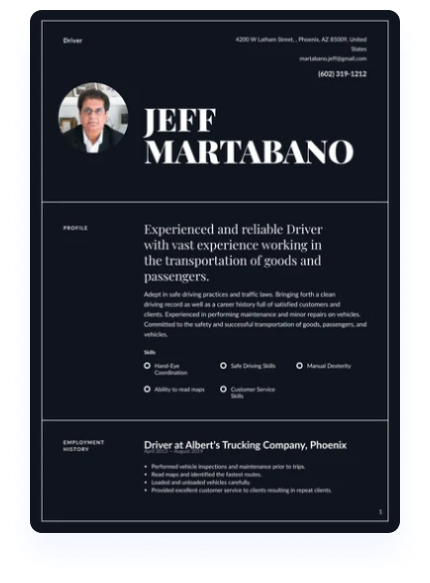 Driver
4200 W Latham Street, , Phoenix, AZ 85009, United
States
martabano.jeff@gmail.com
(602) 319-1212
JEFF
MARTABANO
PROFILE
Experienced and reliable Driver
with vast experience working in
the transportation of goods and
passengers.
Adept in safe driving practices and traffic laws. Bringing forth a clean
driving record as well as a career history full of satisfied customers and
clients. Experienced in performing maintenance and minor repairs on vehicles.
Committed to the safety and successful transportation of goods, passengers, and
vehicles.
Skills
Hand-Eye
Coordination
Safe Driving Skills
Manual Dexterity
Ability to read maps
Customer Service
Skills
EMPLOYMENT
HISTORY
Driver at Albert's Trucking Company, Phoenix
April 2015 — August 2019
• Performed vehicle inspections and maintenance prior to trips.
• Read maps and identified the fastest routes.
• Loaded and unloaded vehicles carefully.
• Provided excellent customer service to clients resulting in repeat clients.
1